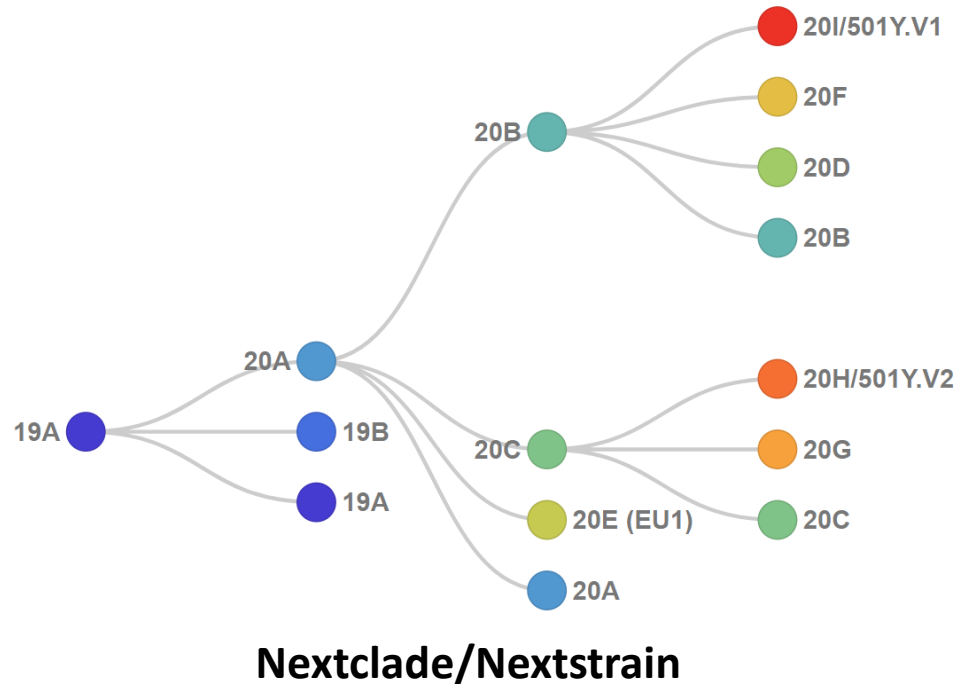 20I/501Y.V1
20F
20B
20D
20B
20A
20H/501Y.V2
19A
19B
20C
20G
19A
20E (EU1)
20C
20A
Nextclade/Nextstrain